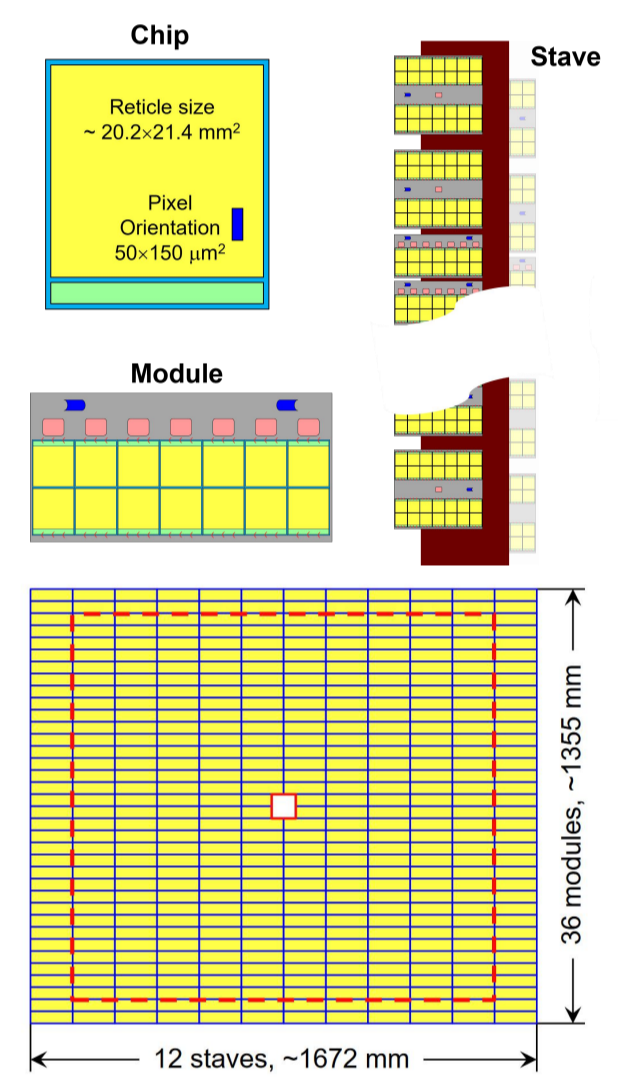 Chip
Reticle size
~ 20.2×21.4 mm²
Pixel
Orientation
50×150 μm²
Stave
Module
36 modules, ~1355 mm
12 staves, ~1672 mm